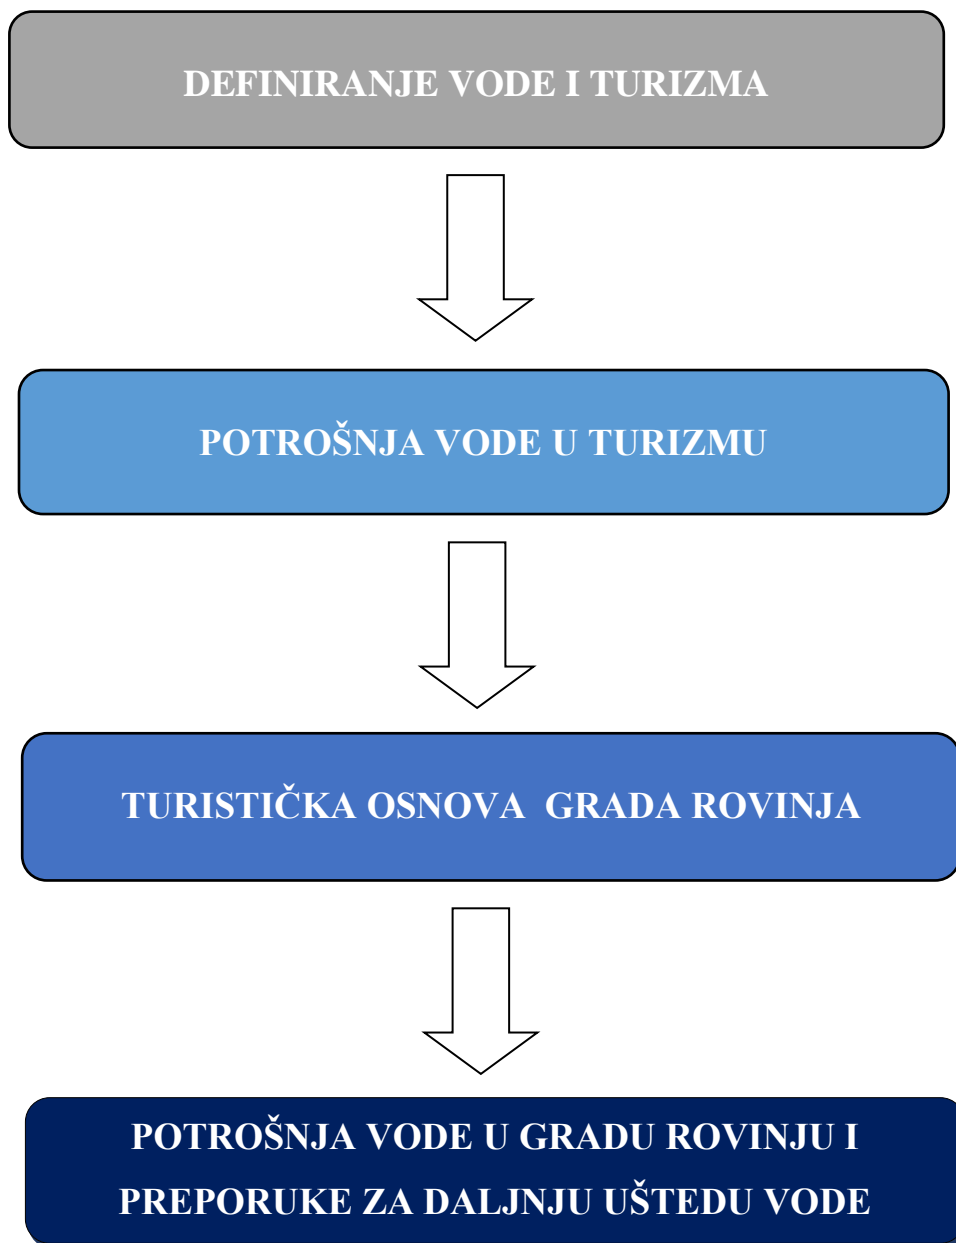 DEFINIRANJE VODE I TURIZMA
POTROŠNJA VODE U TURIZMU
TURISTIČKA OSNOVA GRADA ROVINJA
POTROŠNJA VODE U GRADU ROVINJU I
PREPORUKE ZA DALJNJU UŠTEDU VODE